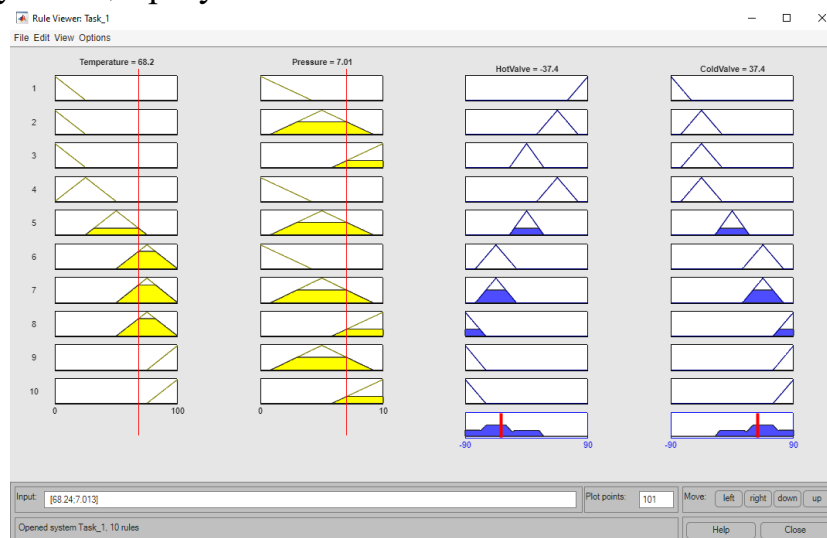 Rule Viewer: Task_1
File Edit View Options
Temperature = 68.2 Pressure = 7.01 HotValve = -37.4 ColdValve = 37.4
1
2
3
4
5
6
7
8
9
10
0 100 0 10
-90 90 -90 90
Input: [68.24;7.013] Plot points: 101 Move: left right down up
Opened system Task_1, 10 rules Help Close